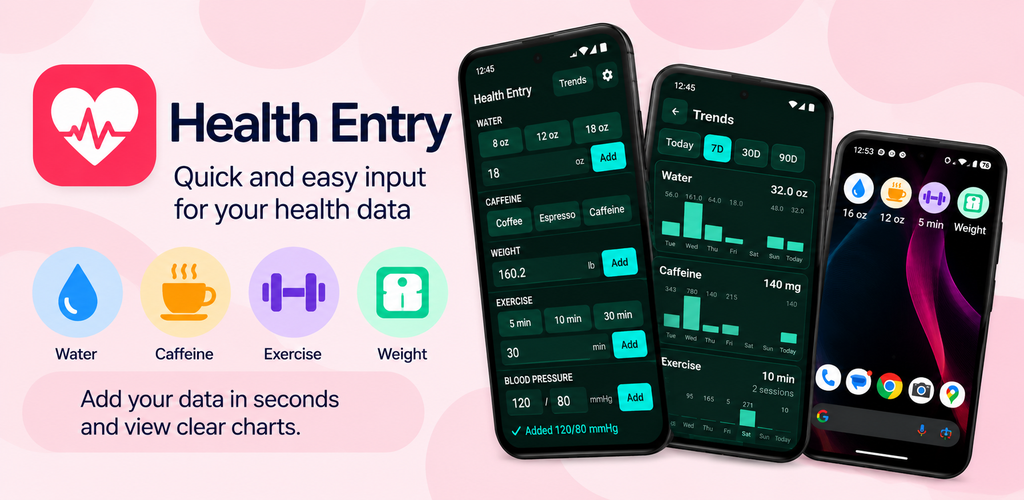 Health Entry
Quick and easy input
for your health data
Water
Caffeine
Exercise
Weight
Add your data in seconds
and view clear charts.
12:45
Health Entry
Trends
WATER
8 oz
12 oz
18 oz
18
oz
Add
CAFFEINE
Coffee
Espresso
Caffeine
WEIGHT
160.2
lb
Add
EXERCISE
5 min
10 min
30 min
30
min
Add
BLOOD PRESSURE
120
/
80
mmHg
Add
✓ Added 120/80 mmHg
12:45
← Trends
Today
7D
30D
90D
Water
32.0 oz
56.0 161.0 64.0 18.0 48.0 32.0
Tue Wed Thu Fri Sat Sun Today
Caffeine
140 mg
343 780 140 215 140
Tue Wed Thu Fri Sat Sun Today
Exercise
10 min
2 sessions
95 165 5 271 10
Wed Thu Fri Sat Sun Today
12:53
76
16 oz
12 oz
5 min
Weight
G